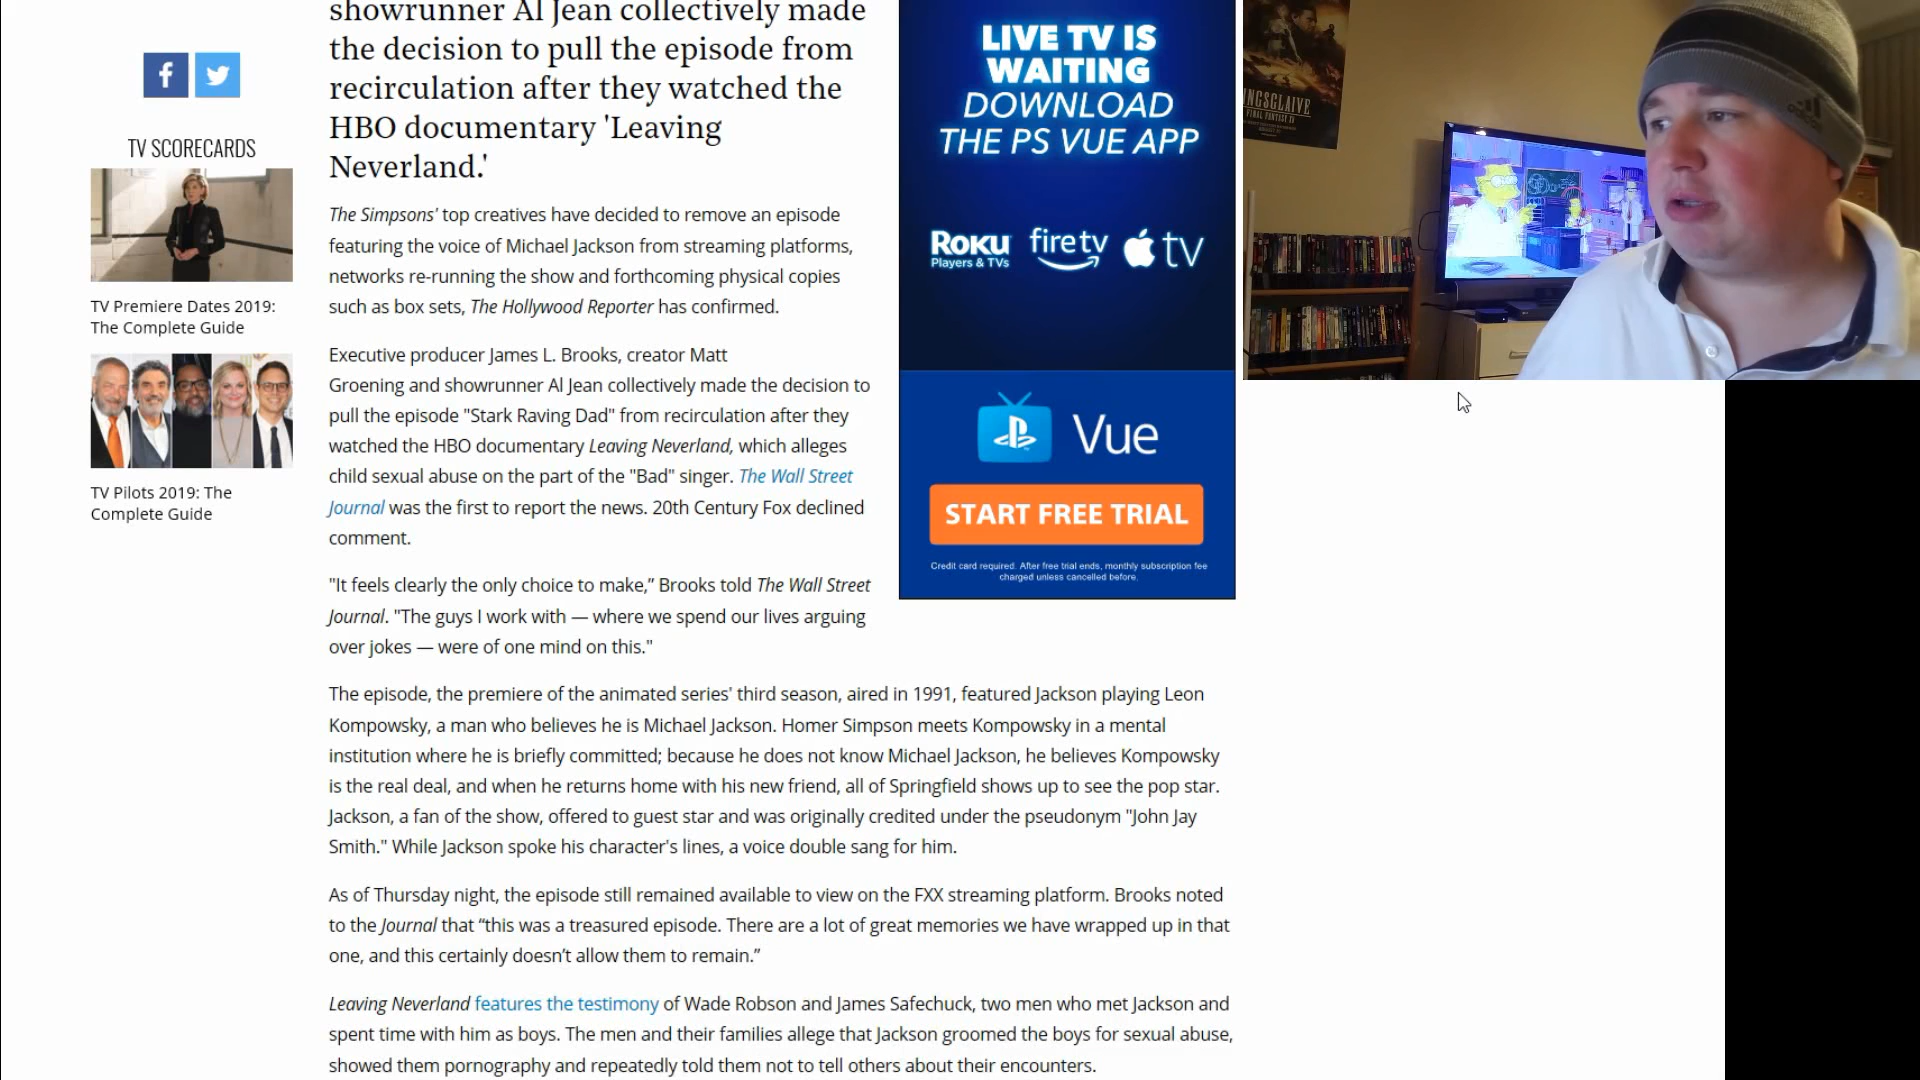 showrunner Al Jean collectively made
the decision to pull the episode from
recirculation after they watched the
HBO documentary 'Leaving
Neverland.'
TV SCORECARDS
TV Premiere Dates 2019:
The Complete Guide
TV Pilots 2019: The
Complete Guide
The Simpsons' top creatives have decided to remove an episode
featuring the voice of Michael Jackson from streaming platforms,
networks re-running the show and forthcoming physical copies
such as box sets, The Hollywood Reporter has confirmed.
Executive producer James L. Brooks, creator Matt
Groening and showrunner Al Jean collectively made the decision to
pull the episode "Stark Raving Dad" from recirculation after they
watched the HBO documentary Leaving Neverland, which alleges
child sexual abuse on the part of the "Bad" singer. The Wall Street
Journal was the first to report the news. 20th Century Fox declined
comment.
"It feels clearly the only choice to make,” Brooks told The Wall Street
Journal. "The guys I work with — where we spend our lives arguing
over jokes — were of one mind on this."
The episode, the premiere of the animated series' third season, aired in 1991, featured Jackson playing Leon
Kompowsky, a man who believes he is Michael Jackson. Homer Simpson meets Kompowsky in a mental
institution where he is briefly committed; because he does not know Michael Jackson, he believes Kompowsky
is the real deal, and when he returns home with his new friend, all of Springfield shows up to see the pop star.
Jackson, a fan of the show, offered to guest star and was originally credited under the pseudonym "John Jay
Smith." While Jackson spoke his character's lines, a voice double sang for him.
As of Thursday night, the episode still remained available to view on the FXX streaming platform. Brooks noted
to the Journal that “this was a treasured episode. There are a lot of great memories we have wrapped up in that
one, and this certainly doesn’t allow them to remain.”
Leaving Neverland features the testimony of Wade Robson and James Safechuck, two men who met Jackson and
spent time with him as boys. The men and their families allege that Jackson groomed the boys for sexual abuse,
showed them pornography and repeatedly told them not to tell others about their encounters.
LIVE TV IS
WAITING
DOWNLOAD
THE PS VUE APP
ROKU
Players & TVs
fire tv
tv
Vue
START FREE TRIAL
Credit card required. After free trial ends, monthly subscription fee
charged unless cancelled before.
INGSGLAIVE
FINAL FANTASY XV
adidas